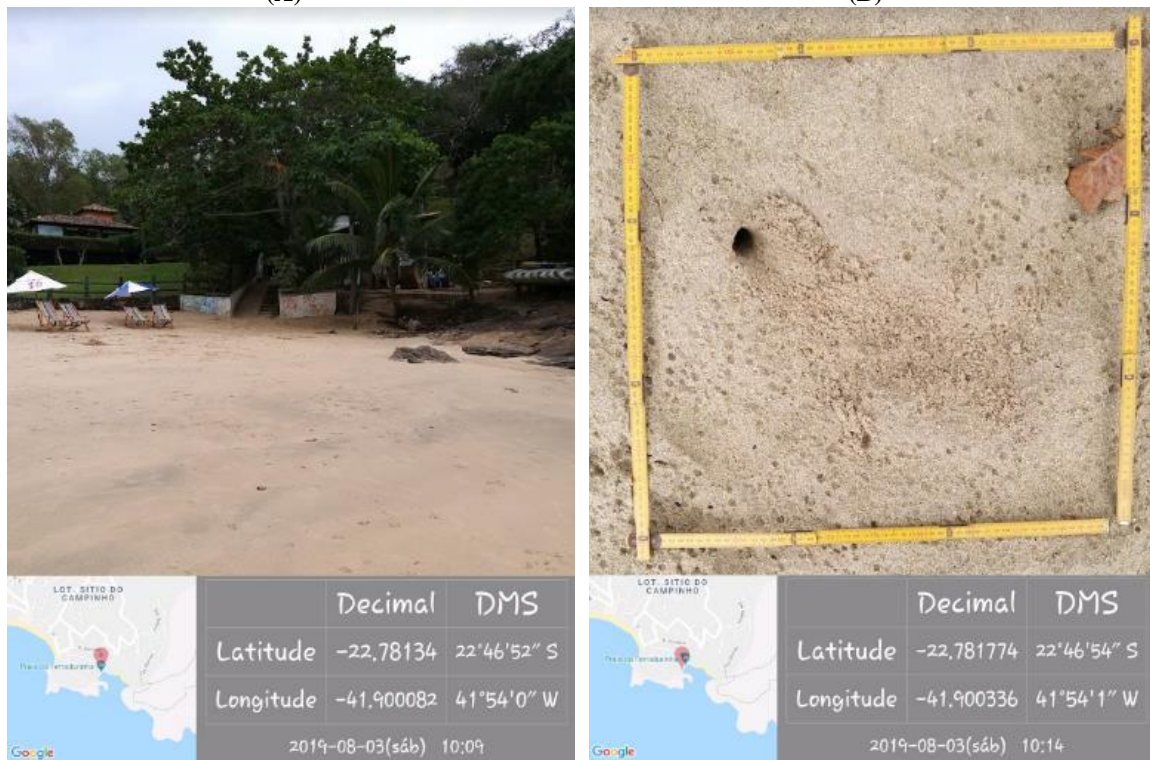 (A)
(B)
LOT. SITIO DO
CAMPINHO
Google
Decimal DMS
Latitude -22.78134 22°46'52" S
Longitude -41.900082 41°54'0" W
2019-08-03(sáb) 10:09
LOT. SITIO DO
CAMPINHO
Google
Decimal DMS
Latitude -22.781774 22°46'54" S
Longitude -41.900336 41°54'1" W
2019-08-03(sáb) 10:14